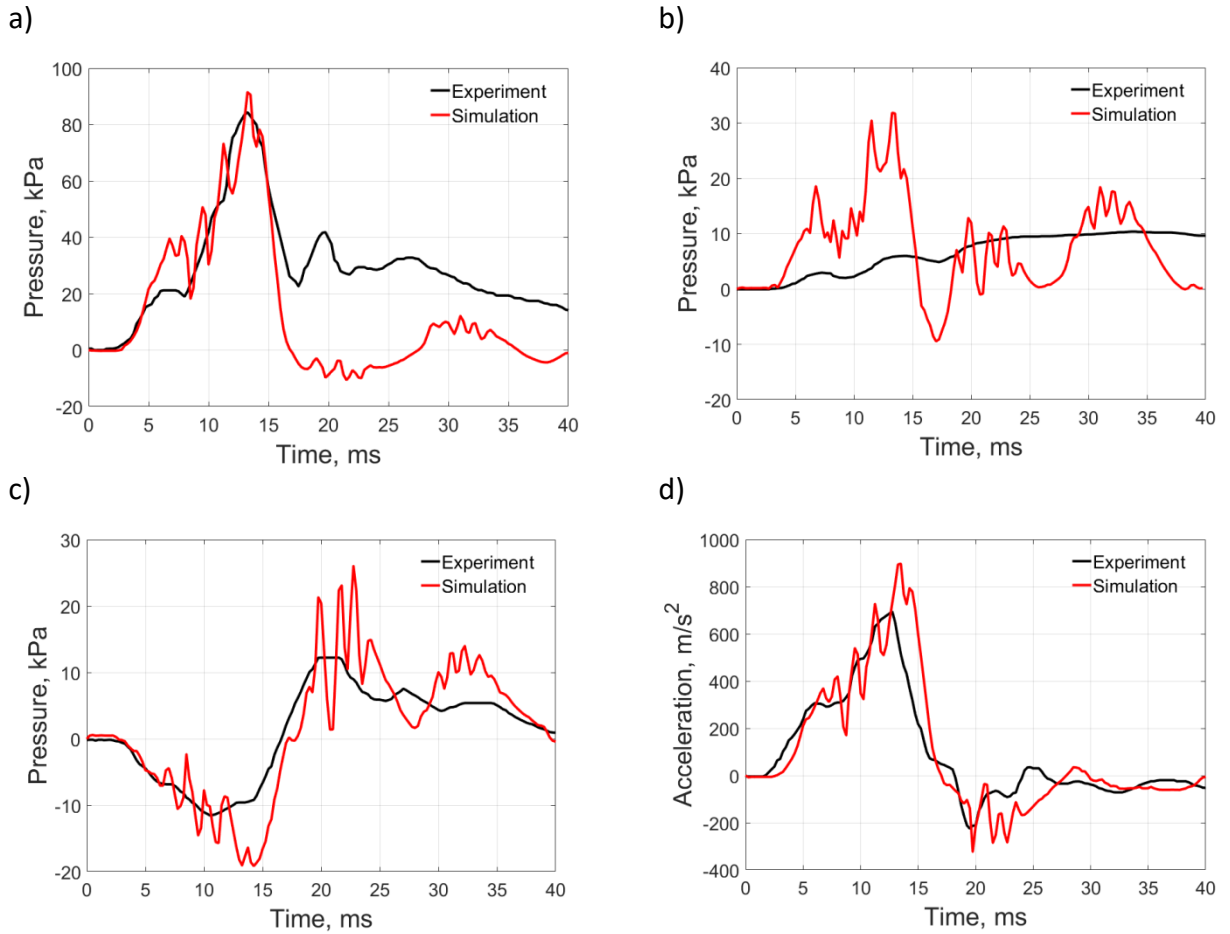 a)
100
80
60
40
20
0
-20
Pressure, kPa
Experiment
Simulation
0 5 10 15 20 25 30 35 40
Time, ms
b)
40
30
20
10
0
-10
-20
Pressure, kPa
Experiment
Simulation
0 5 10 15 20 25 30 35 40
Time, ms
c)
30
20
10
0
-10
-20
Pressure, kPa
Experiment
Simulation
0 5 10 15 20 25 30 35 40
Time, ms
d)
1000
800
600
400
200
0
-200
-400
Acceleration, m/s²
Experiment
Simulation
0 5 10 15 20 25 30 35 40
Time, ms